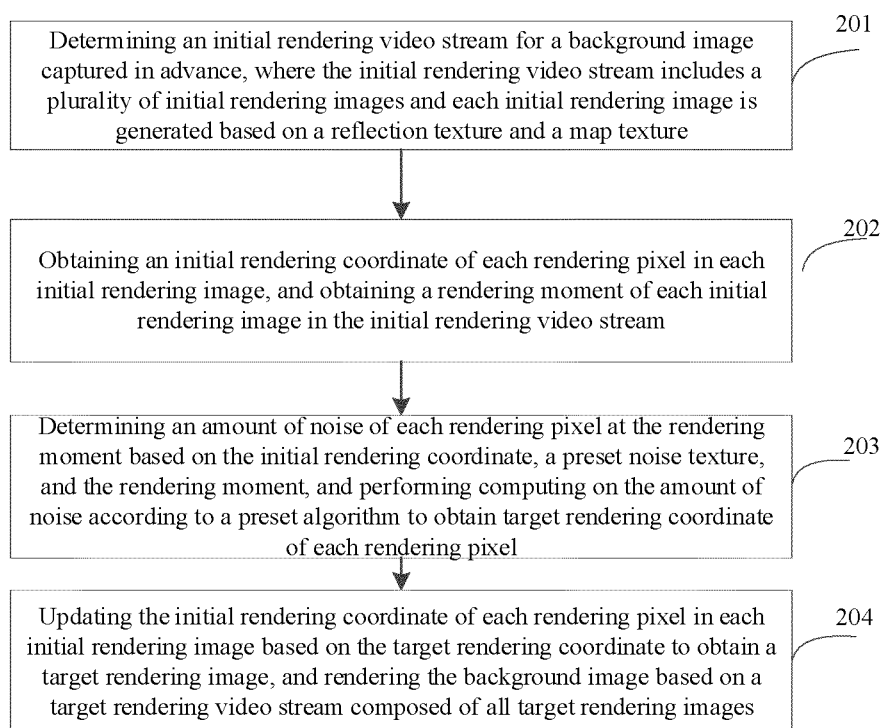 201
Determining an initial rendering video stream for a background image
captured in advance, where the initial rendering video stream includes a
plurality of initial rendering images and each initial rendering image is
generated based on a reflection texture and a map texture
202
Obtaining an initial rendering coordinate of each rendering pixel in each
initial rendering image, and obtaining a rendering moment of each initial
rendering image in the initial rendering video stream
203
Determining an amount of noise of each rendering pixel at the rendering
moment based on the initial rendering coordinate, a preset noise texture,
and the rendering moment, and performing computing on the amount of
noise according to a preset algorithm to obtain target rendering coordinate
of each rendering pixel
204
Updating the initial rendering coordinate of each rendering pixel in each
initial rendering image based on the target rendering coordinate to obtain a
target rendering image, and rendering the background image based on a
target rendering video stream composed of all target rendering images